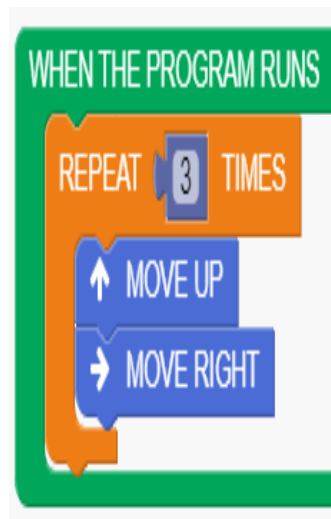 WHEN THE PROGRAM RUNS
REPEAT 3 TIMES
MOVE UP
MOVE RIGHT